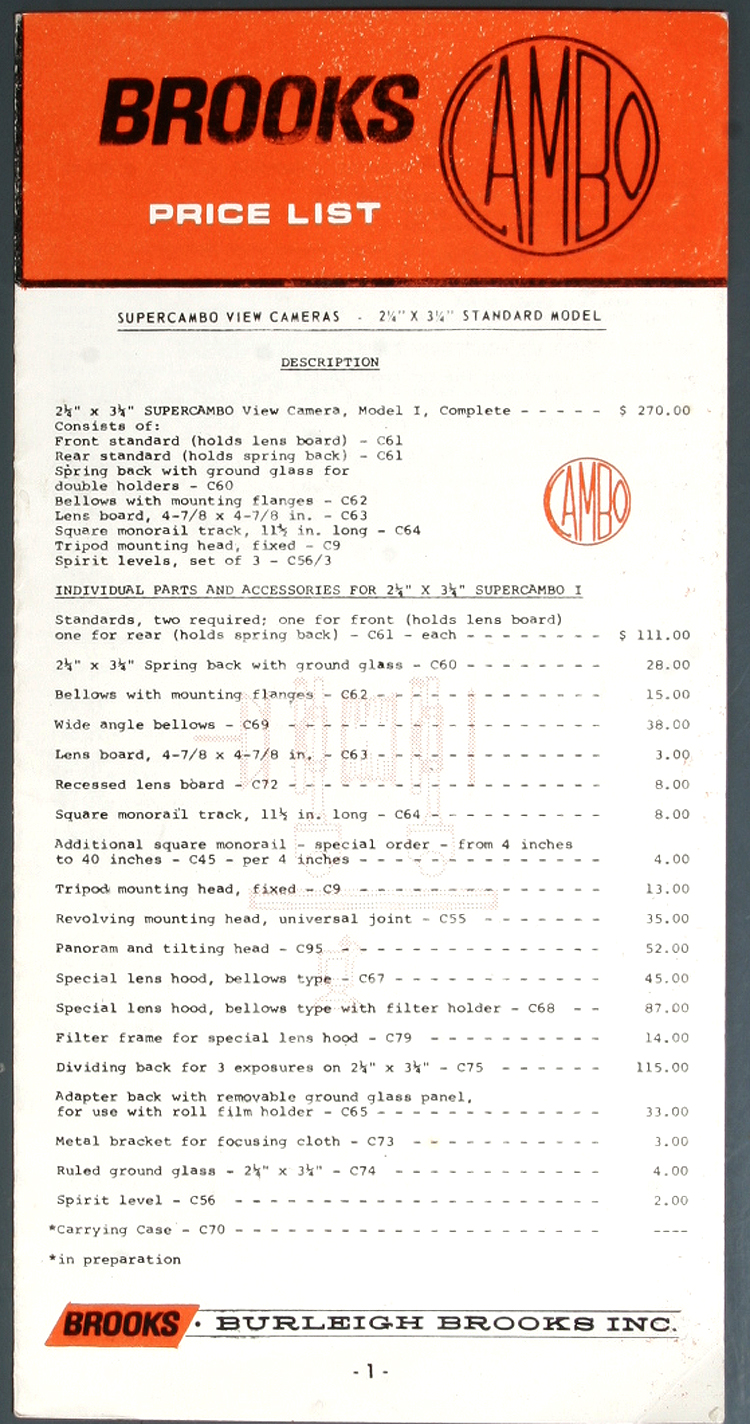 BROOKS
CAMBO
PRICE LIST
SUPERCAMBO VIEW CAMERAS - 2¼" X 3¼" STANDARD MODEL
DESCRIPTION
2¼" x 3¼" SUPERCAMBO View Camera, Model I, Complete - - - - - $ 270.00
Consists of:
Front standard (holds lens board) - C61
Rear standard (holds spring back) - C61
Spring back with ground glass for
double holders - C60
Bellows with mounting flanges - C62
Lens board, 4-7/8 x 4-7/8 in. - C63
Square monorail track, 11½ in. long - C64
Tripod mounting head, fixed - C9
Spirit levels, set of 3 - C56/3
CAMBO
INDIVIDUAL PARTS AND ACCESSORIES FOR 2¼" X 3¼" SUPERCAMBO I
Standards, two required; one for front (holds lens board)
one for rear (holds spring back) - C61 - each - - - - - - - - $ 111.00
2¼" x 3¼" Spring back with ground glass - C60 - - - - - - - - 28.00
Bellows with mounting flanges - C62 - - - - - - - - - - - - - 15.00
Wide angle bellows - C69 - - - - - - - - - - - - - - - - - - 38.00
Lens board, 4-7/8 x 4-7/8 in. - C63 - - - - - - - - - - - - - 3.00
Recessed lens board - C72 - - - - - - - - - - - - - - - - - - 8.00
Square monorail track, 11½ in. long - C64 - - - - - - - - - - 8.00
Additional square monorail - special order - from 4 inches
to 40 inches - C45 - per 4 inches - - - - - - - - - - - - - - 4.00
Tripod mounting head, fixed - C9 - - - - - - - - - - - - - - 13.00
Revolving mounting head, universal joint - C55 - - - - - - - 35.00
Panoram and tilting head - C95 - - - - - - - - - - - - - - - 52.00
Special lens hood, bellows type - C67 - - - - - - - - - - - - 45.00
Special lens hood, bellows type with filter holder - C68 - - 87.00
Filter frame for special lens hood - C79 - - - - - - - - - - 14.00
Dividing back for 3 exposures on 2¼" x 3¼" - C75 - - - - - - 115.00
Adapter back with removable ground glass panel,
for use with roll film holder - C65 - - - - - - - - - - - - - 33.00
Metal bracket for focusing cloth - C73 - - - - - - - - - - - 3.00
Ruled ground glass - 2¼" x 3¼" - C74 - - - - - - - - - - - - 4.00
Spirit level - C56 - - - - - - - - - - - - - - - - - - - - - 2.00
*Carrying Case - C70 - - - - - - - - - - - - - - - - - - - - ----
*in preparation
BROOKS · BURLEIGH BROOKS INC.
- 1 -